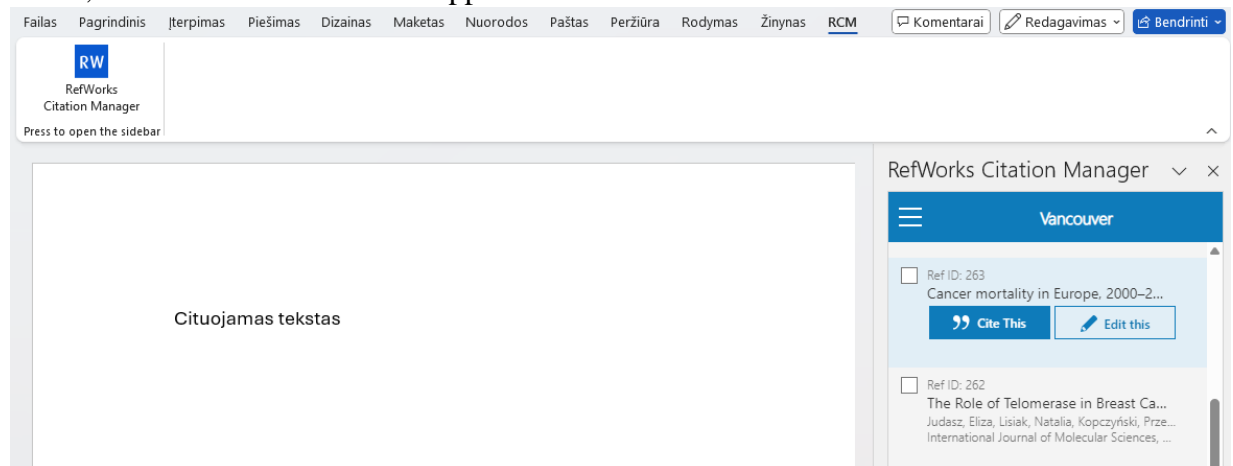 Failas Pagrindinis Įterpimas Piešimas Dizainas Maketas Nuorodos Paštas Peržiūra Rodymas Žinynas RCM Komentarai Redagavimas Bendrinti
RW
RefWorks
Citation Manager
Press to open the sidebar
RefWorks Citation Manager
Vancouver
Ref ID: 263
Cancer mortality in Europe, 2000–2...
Cite This Edit this
Cituojamas tekstas
Ref ID: 262
The Role of Telomerase in Breast Ca...
Judasz, Eliza, Lisiak, Natalia, Kopczyński, Prze...
International Journal of Molecular Sciences, ...